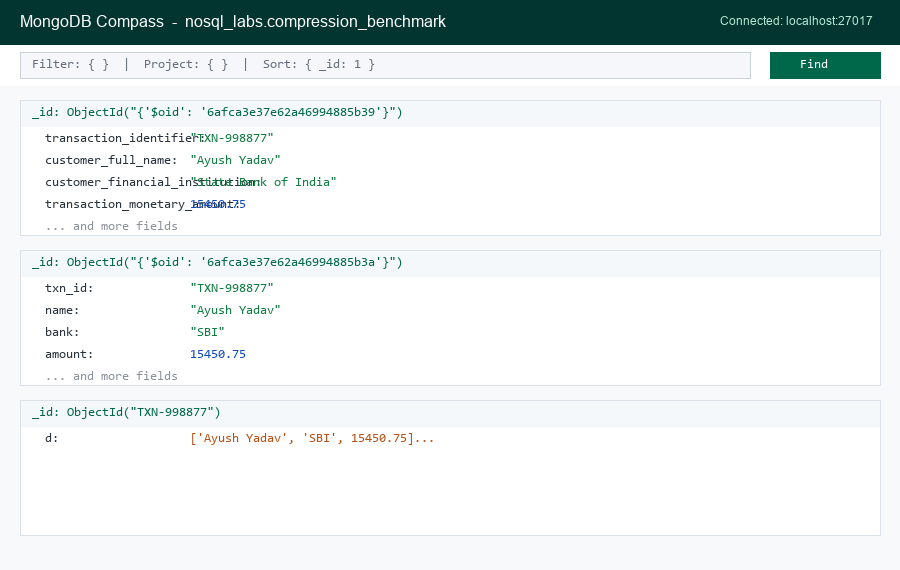 MongoDB Compass - nosql_labs.compression_benchmark
Connected: localhost:27017
Filter: { } | Project: { } | Sort: { _id: 1 }
Find
_id: ObjectId("{'$oid': '6afca3e37e62a46994885b39'}")
transaction_identifier: "TXN-998877"
customer_full_name: "Ayush Yadav"
customer_financial_institution: "State Bank of India"
transaction_monetary_amount: 15450.75
... and more fields
_id: ObjectId("{'$oid': '6afca3e37e62a46994885b3a'}")
txn_id: "TXN-998877"
name: "Ayush Yadav"
bank: "SBI"
amount: 15450.75
... and more fields
_id: ObjectId("TXN-998877")
d: ['Ayush Yadav', 'SBI', 15450.75]...